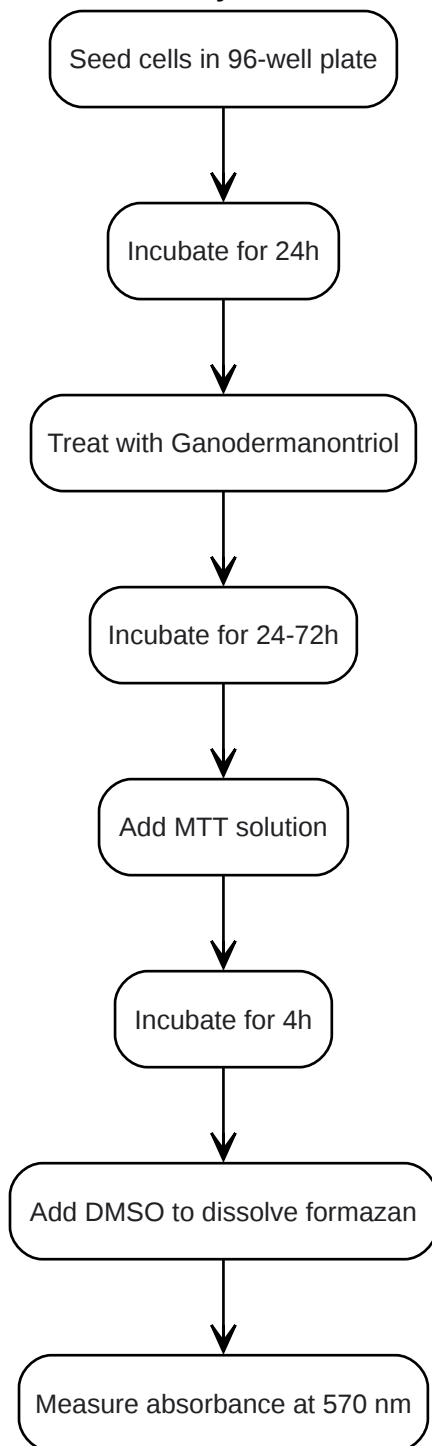 Seed cells in 96-well plate
Incubate for 24h
Treat with Ganodermanontriol
Incubate for 24-72h
Add MTT solution
Incubate for 4h
Add DMSO to dissolve formazan
Measure absorbance at 570 nm